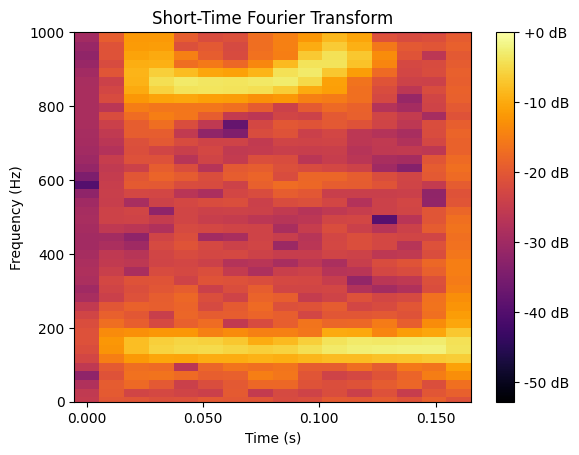 Short-Time Fourier Transform
Frequency (Hz)
1000
800
600
400
200
0
0.000
0.050
0.100
0.150
Time (s)
+0 dB
-10 dB
-20 dB
-30 dB
-40 dB
-50 dB